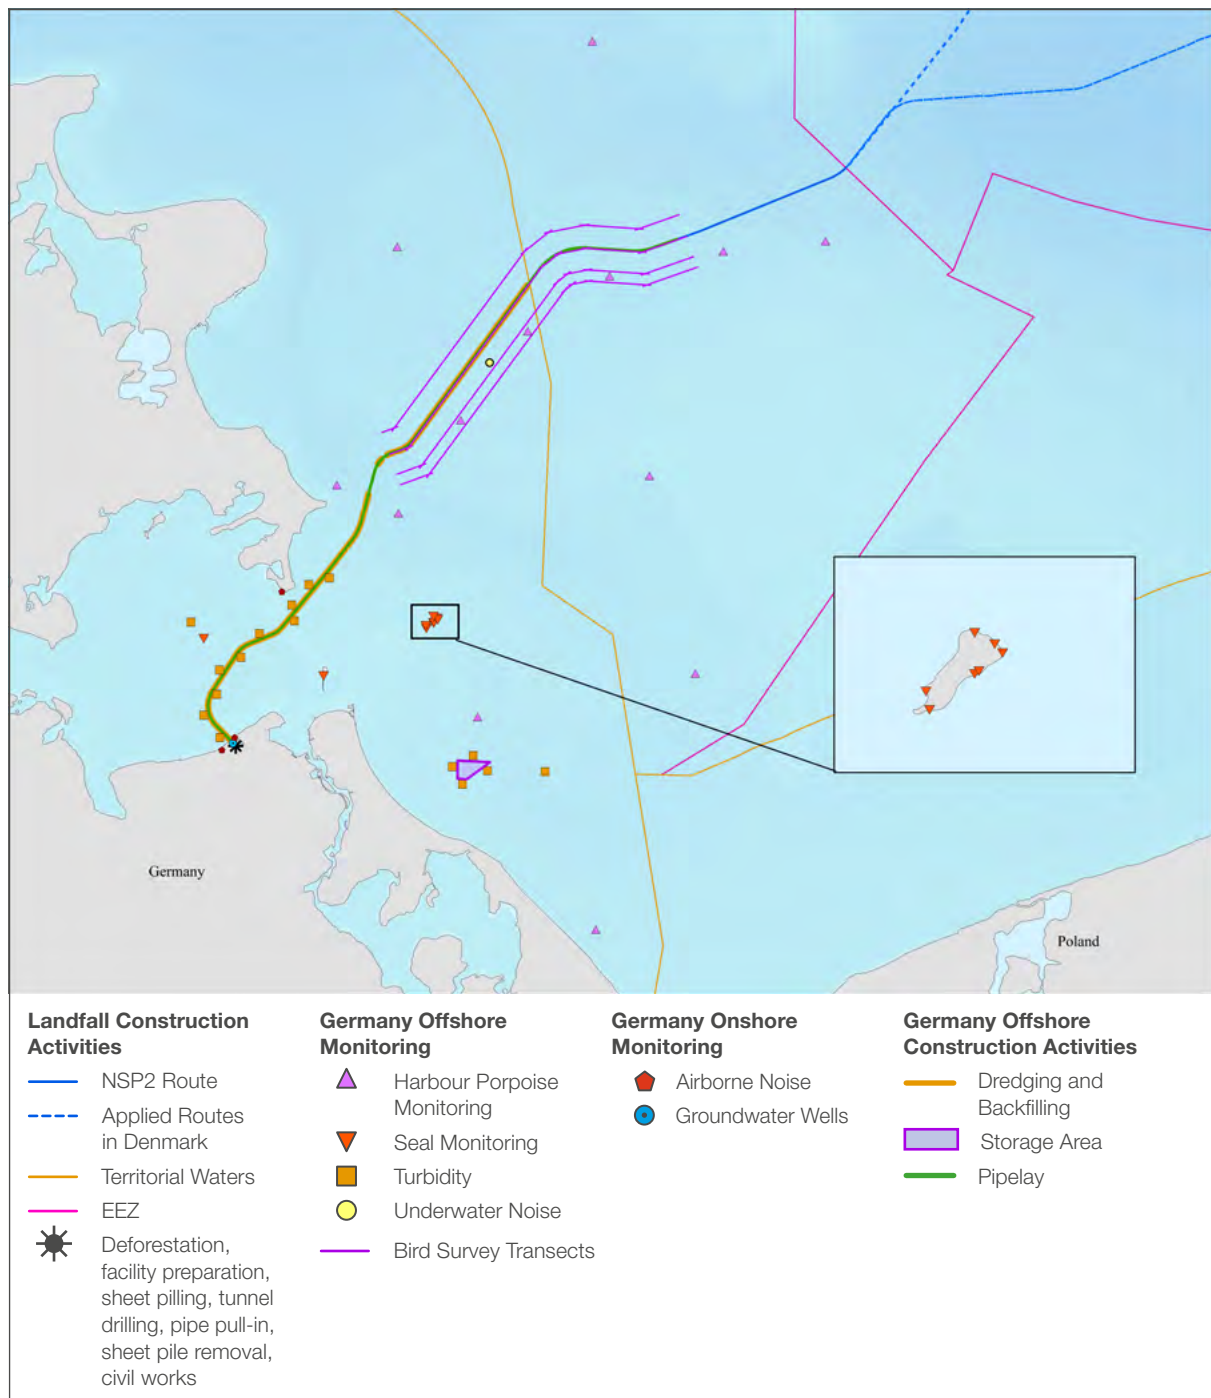 Germany
Poland
Landfall Construction
Activities
NSP2 Route
Applied Routes
in Denmark
Territorial Waters
EEZ
Deforestation,
facility preparation,
sheet pilling, tunnel
drilling, pipe pull-in,
sheet pile removal,
civil works
Germany Offshore
Monitoring
Harbour Porpoise
Monitoring
Seal Monitoring
Turbidity
Underwater Noise
Bird Survey Transects
Germany Onshore
Monitoring
Airborne Noise
Groundwater Wells
Germany Offshore
Construction Activities
Dredging and
Backfilling
Storage Area
Pipelay